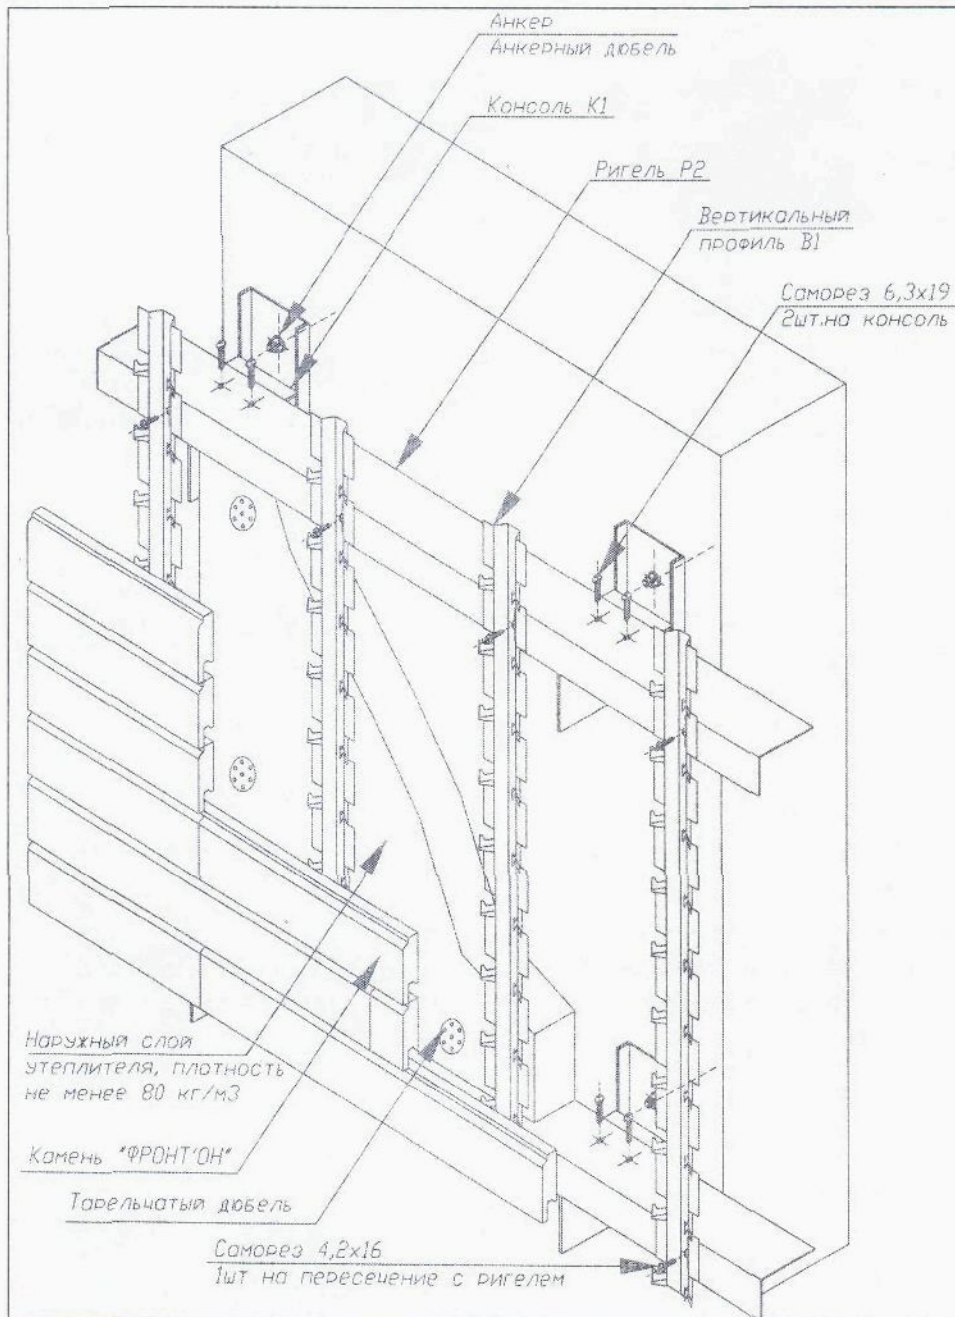 Анкер
Анкерный дюбель
Консоль К1
Ригель Р2
Вертикальный
профиль В1
Саморез 6,3х19
2шт.на консоль
Наружный слой
утеплителя, плотность
не менее 80 кг/м3
Камень "ФРОНТ'ОН"
Тарельчатый дюбель
Саморез 4,2х16
1шт на пересечение с ригелем